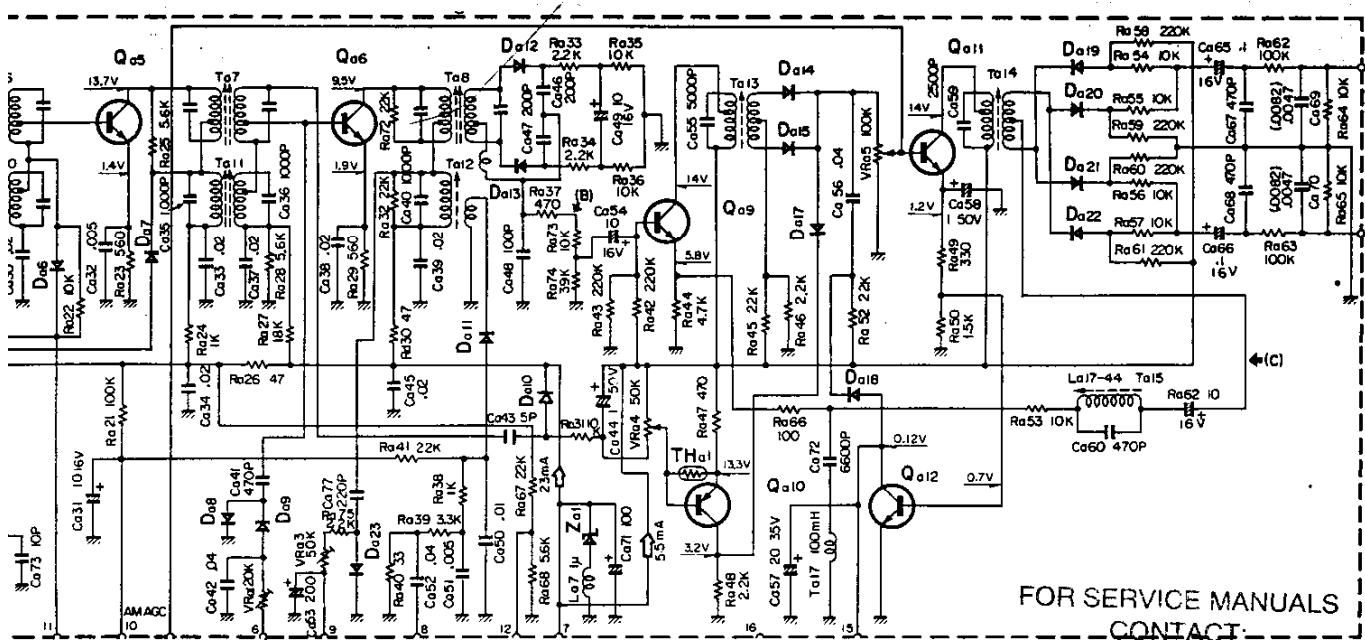 Qa5
13.7V
1.4V
Ta7
Ta11
Ra25 5.6K
Ca35 1,000P
Ca36 1000P
Ca33 .02
Ca37 .02
Ra28 5.6K
Ca32 .005
Ra23 560
Da7
Da6
Ra22 10K
Ra24 1K
Ra27 18K
Ca34 .02
Ra26 47
Ra21 100K
Ca31 10 16V
Ca73 10P
Qa6
9.5V
1.9V
Ta8
Ta12
Ra72 22K
Ra32 22K
Ca40 1000P
Ca38 .02
Ra29 560
Ca39 .02
Ra30 47
Ca45 .02
Da11
Da12
Da13
Ra33 2.2K
Ra35 10K
Ca46 200P
Ca47 200P
Ca49 10 16V
Ra34 2.2K
Ra36 10K
Ra37 470
(B)
Ra73 10K
Ra74 39K
Ca48 100P
Ca54 10 16V
Ra43 220K
Ra42 220K
Ra44 4.7K
Qa9
14V
5.8V
Ca55 5000P
Ta13
Da14
Da15
Da17
Ca56 .04
VRa5 100K
Ra45 22K
Ra46 2.2K
Ra52 22K
Da18
Qa11
14V
1.2V
2500P
Ca59
Ta14
Ca58 1 50V
Ra49 330
Ra50 1.5K
Da19
Da20
Da21
Da22
Ra58 220K
Ra54 10K
Ra55 10K
Ra59 220K
Ra60 220K
Ra56 10K
Ra57 10K
Ra61 220K
Ca65 .1 16V
Ra62 100K
Ca67 470P
(.0082) .0047 Ca69
Ra64 10K
Ca68 470P
(.0082) .0047 Ca70
Ra65 10K
Ca66 .1 16V
Ra63 100K
(C)
La17-44 Ta15
Ra62 10 16V
Ra53 10K
Ca60 470P
Ca43 5P
Da10
Ra31
Ca44 1 50V
VRa4 50K
Ra47 470
Ra66 100
Ca72 6600P
0.12V
0.7V
Ra41 22K
Ra38 1K
Ra67 22K
23mA
THa1
13.3V
Qa10
3.2V
Qa12
Ca41 470P
Da8
Da9
Ca42 .04
VRa1 20K
VRa3 50K
Ca77 220P
Da23
Ra39 3.3K
Ra40 33
Ca52 .04
Ca51 .005
Ca50 .01
Ra68 5.6K
Za1
La7 1μ
Ca71 100
5.5mA
Ra48 2.2K
Ca57 20 35V
Ta17 100mH
AM AGC
11
10
6
9
8
12
7
16
15
FOR SERVICE MANUALS
CONTACT: